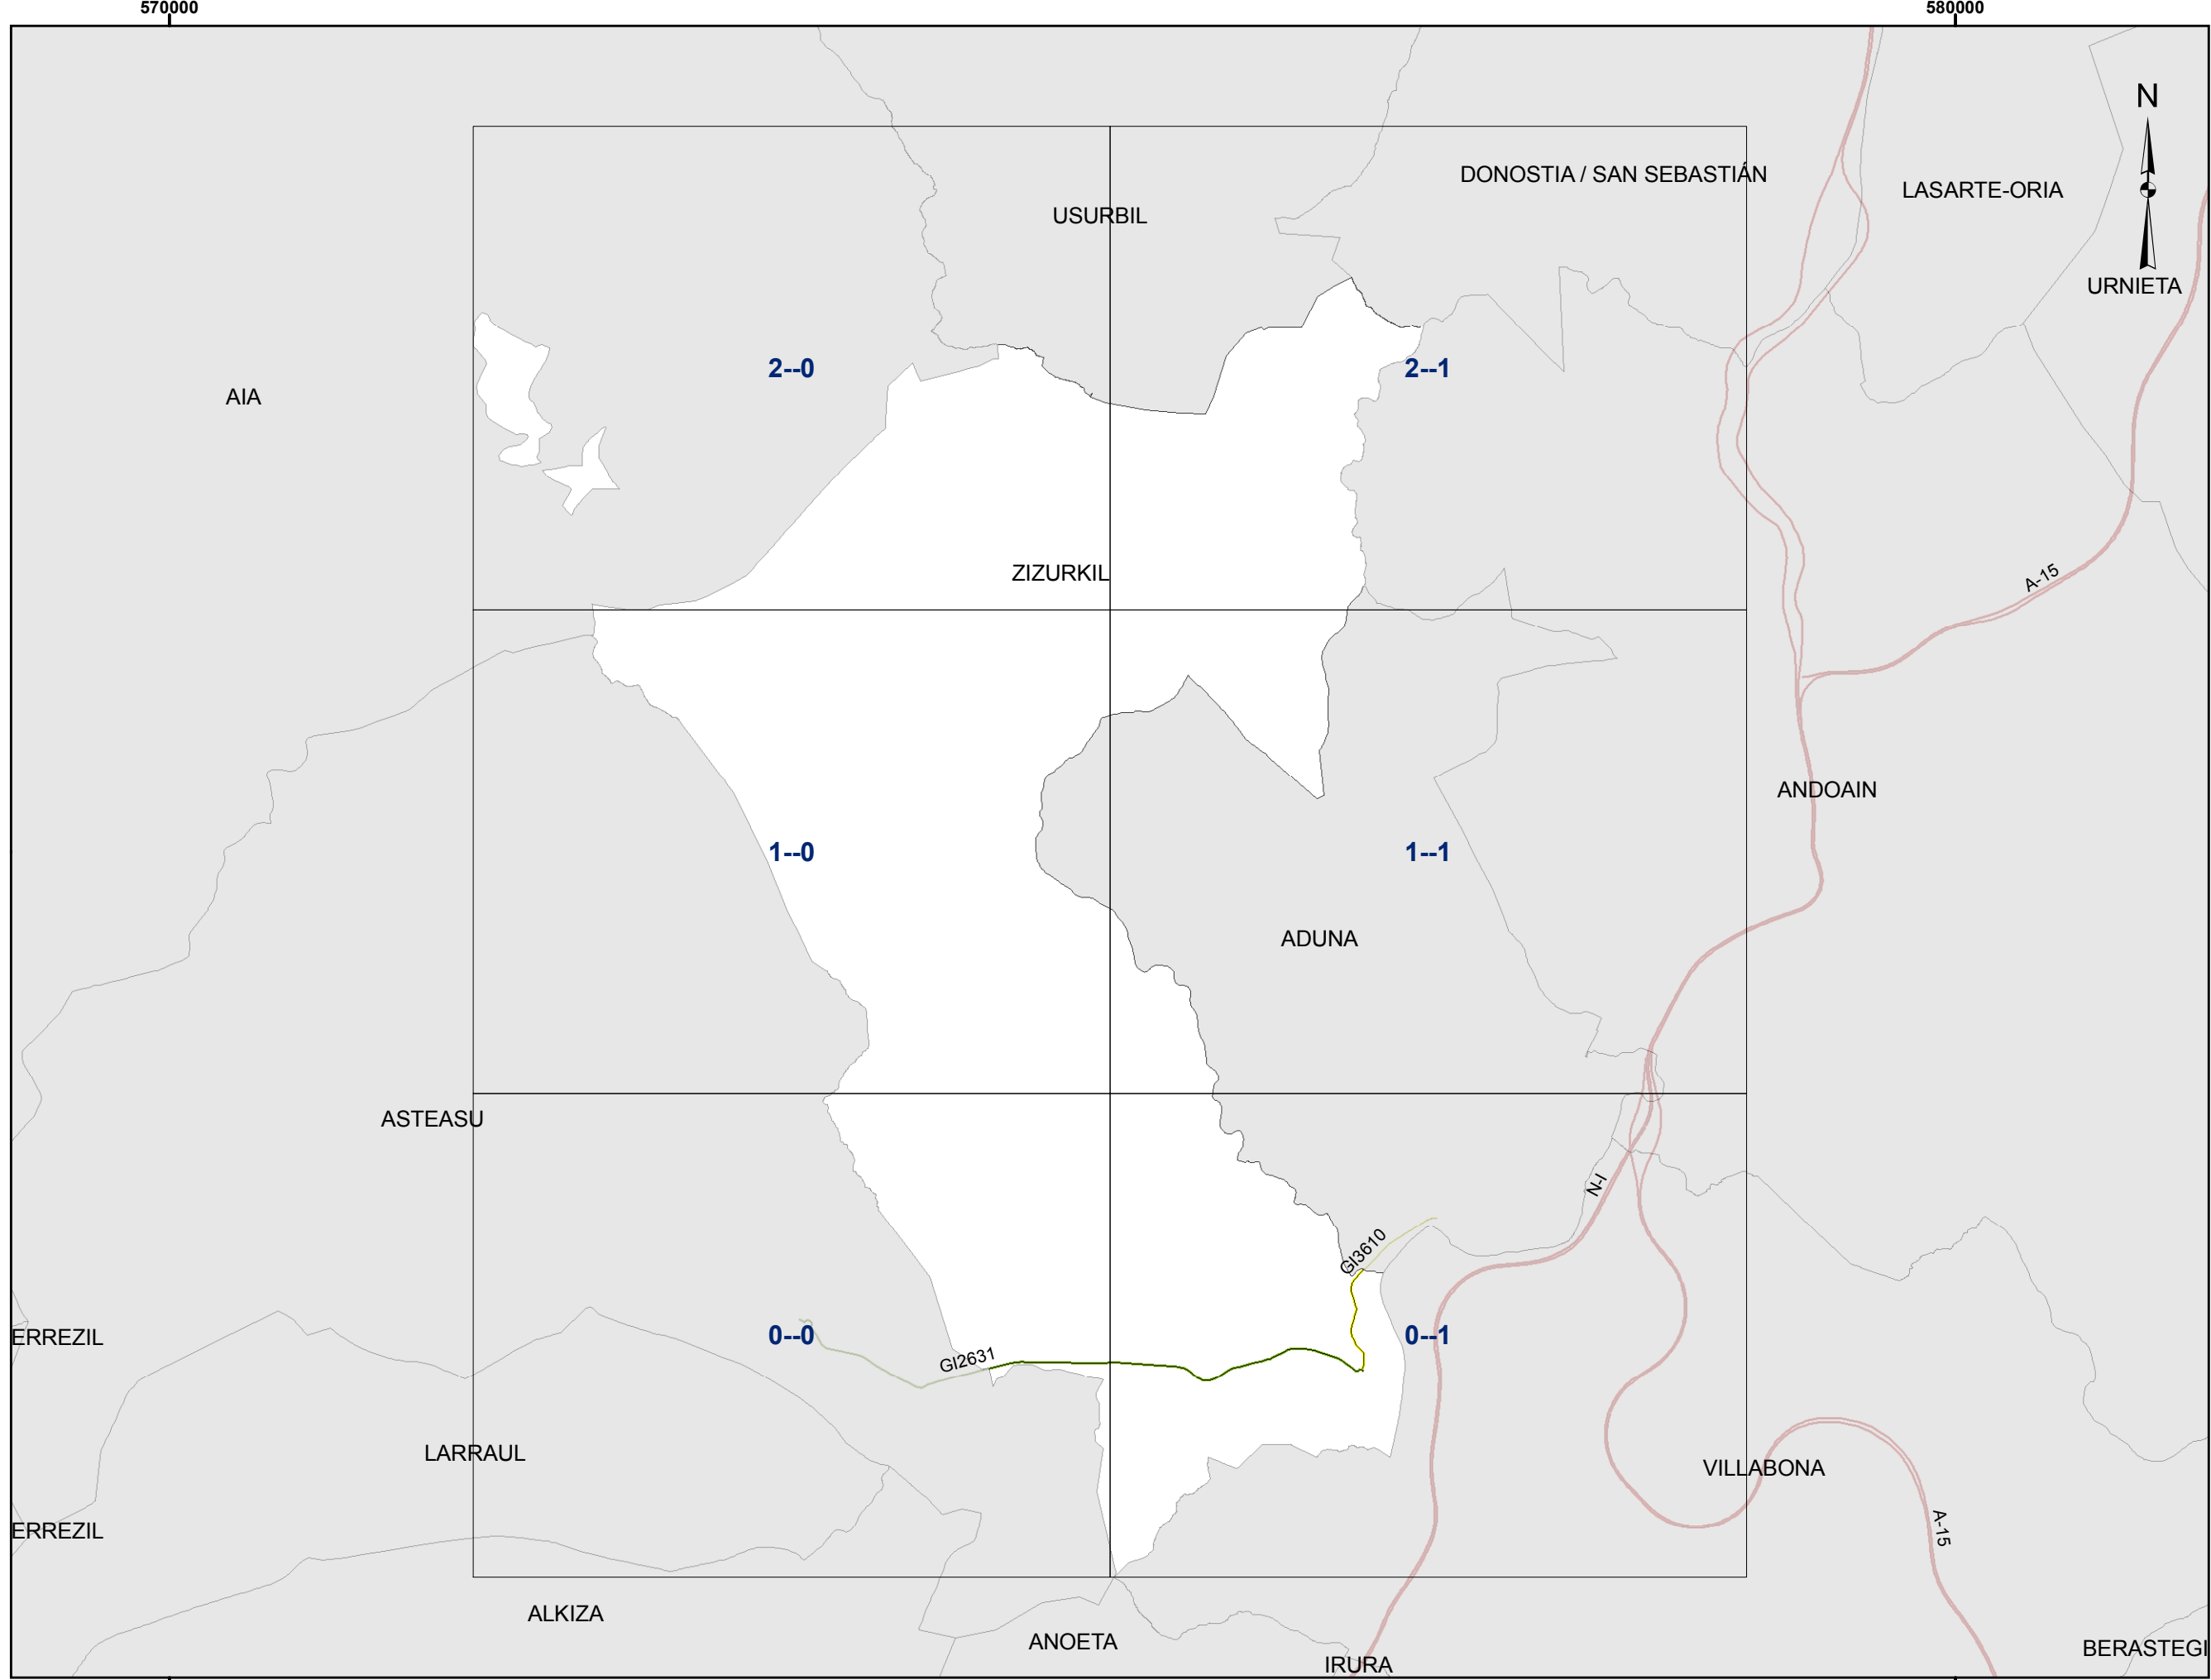 570000
580000
N
DONOSTIA / SAN SEBASTIÁN
LASARTE-ORIA
USURBIL
URNIETA
2--0
2--1
AIA
ZIZURKIL
A-15
ANDOAIN
1--0
1--1
ADUNA
ASTEASU
N-I
GI3610
ERREZIL
0--0
0--1
GI2631
LARRAUL
VILLABONA
ERREZIL
A-15
ALKIZA
ANOETA
IRURA
BERASTEGI